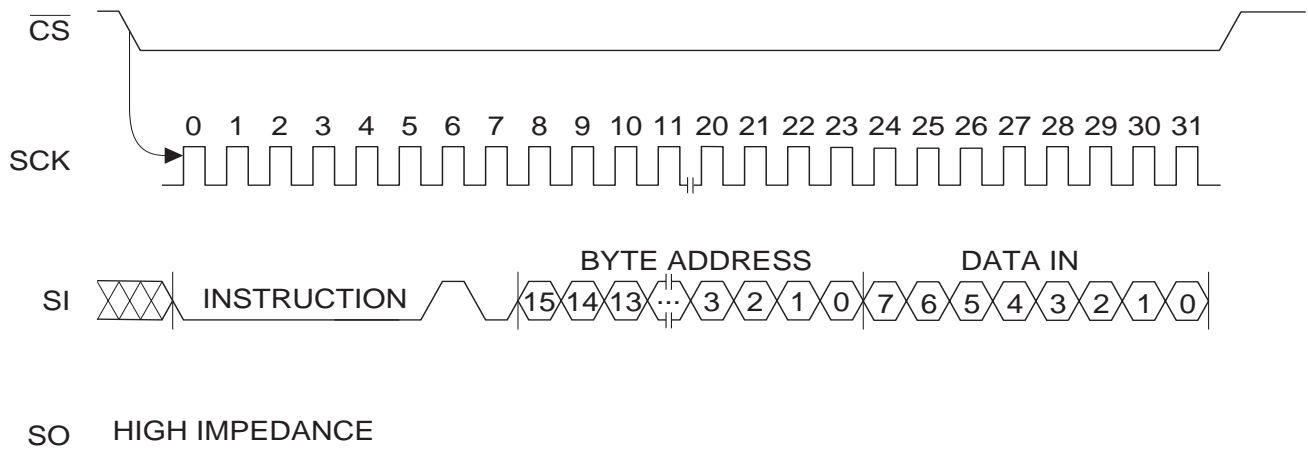 CS
0 1 2 3 4 5 6 7 8 9 10 11 20 21 22 23 24 25 26 27 28 29 30 31
SCK
BYTE ADDRESS DATA IN
SI INSTRUCTION 15 14 13 ... 3 2 1 0 7 6 5 4 3 2 1 0
SO HIGH IMPEDANCE